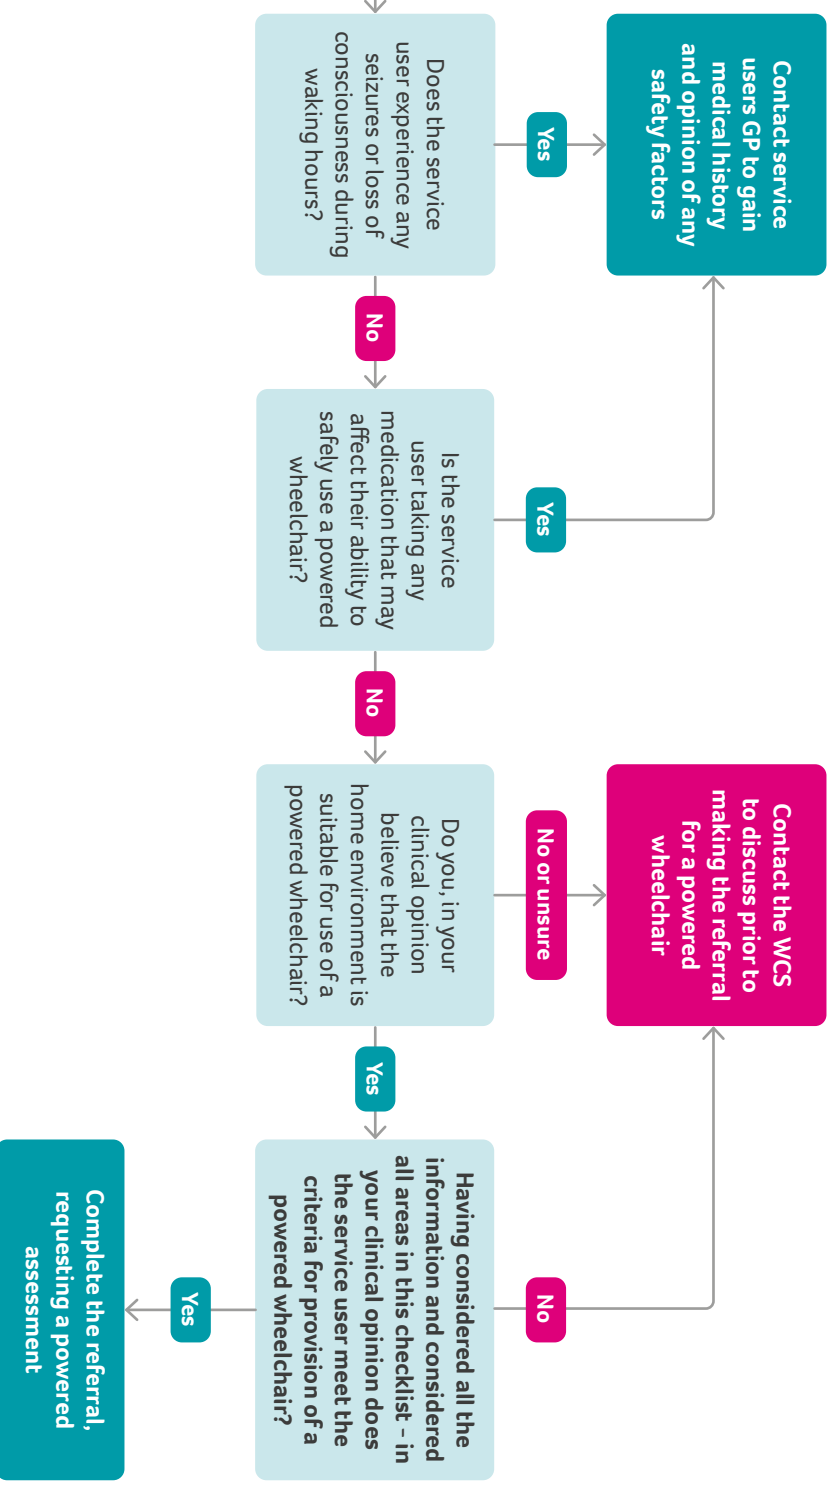 Contact service
users GP to gain
medical history
and opinion of any
safety factors
Yes
Does the service
user experience any
seizures or loss of
consciousness during
waking hours?
No
Yes
Is the service
user taking any
medication that may
affect their ability to
safely use a powered
wheelchair?
No
Contact the WCS
to discuss prior to
making the referral
for a powered
wheelchair
No or unsure
Do you, in your
clinical opinion
believe that the
home environment is
suitable for use of a
powered wheelchair?
Yes
No
Having considered all the
information and considered
all areas in this checklist – in
your clinical opinion does
the service user meet the
criteria for provision of a
powered wheelchair?
Yes
Complete the referral,
requesting a powered
assessment